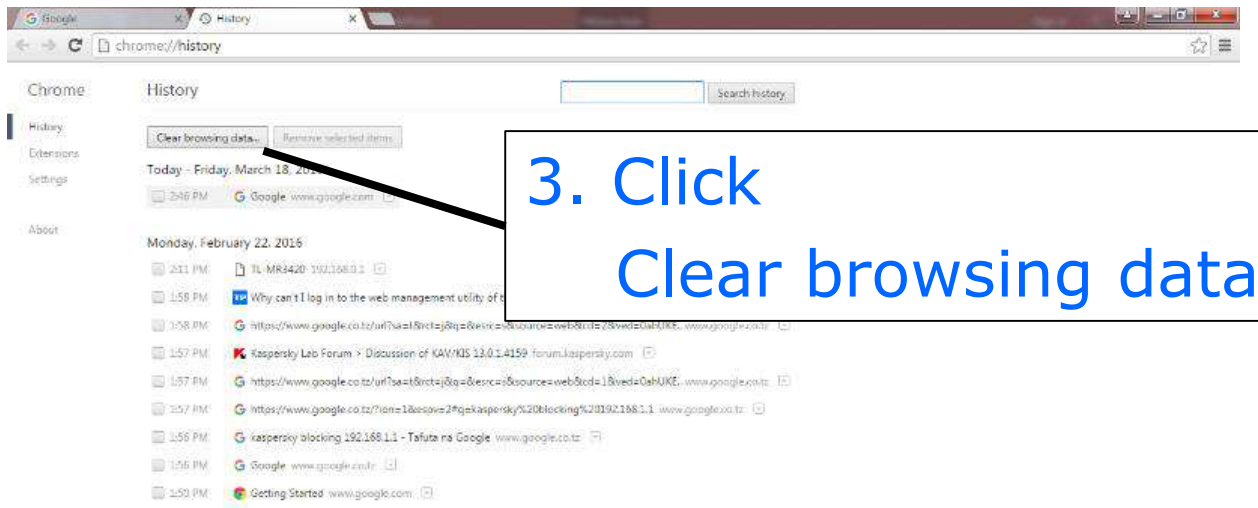 Google
History
chrome://history
Chrome
History
Search history
History
Clear browsing data...
Remove selected items
Extensions
Settings
About
Today - Friday, March 18,
2:46 PM Google www.google.com
Monday, February 22, 2016
2:11 PM TL-MR3420 192.168.0.1
1:58 PM Why can't I log in to the web management utility of t
1:58 PM https://www.google.co.tz/url?sa=t&rct=j&q=&esrc=s&source=web&cd=2&ved=0ahUKE... www.google.co.tz
1:57 PM Kaspersky Lab Forum > Discussion of KAV/KIS 13.0.1.4159 forum.kaspersky.com
1:57 PM https://www.google.co.tz/url?sa=t&rct=j&q=&esrc=s&source=web&cd=1&ved=0ahUKE... www.google.co.tz
1:57 PM https://www.google.co.tz/?ion=1&espv=2#q=kaspersky%20blocking%20192.168.1.1 www.google.co.tz
1:56 PM kaspersky blocking 192.168.1.1 - Tafuta na Google www.google.co.tz
1:56 PM Google www.google.co.tz
1:50 PM Getting Started www.google.com
3. Click
Clear browsing data